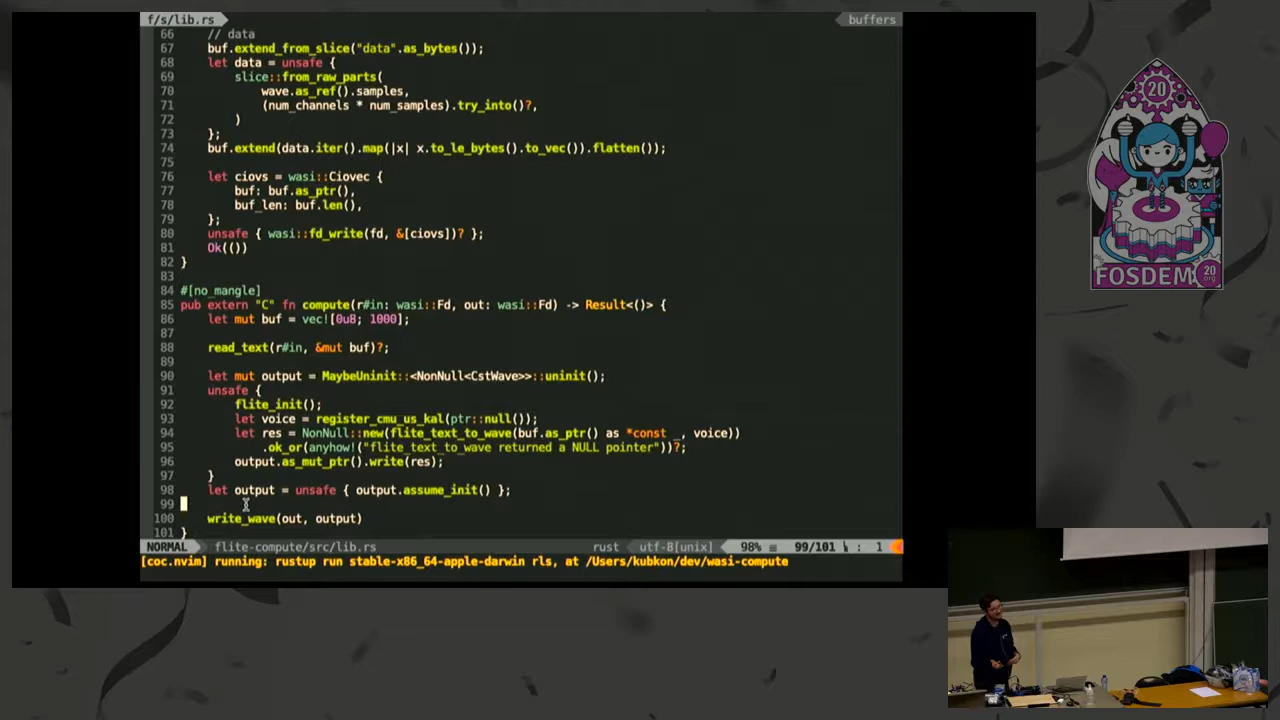 f/s/lib.rs buffers
66 // data
67 buf.extend_from_slice("data".as_bytes());
68 let data = unsafe {
69 slice::from_raw_parts(
70 wave.as_ref().samples,
71 (num_channels * num_samples).try_into()?,
72 )
73 };
74 buf.extend(data.iter().map(|x| x.to_le_bytes().to_vec()).flatten());
75
76 let ciovs = wasi::Ciovec {
77 buf: buf.as_ptr(),
78 buf_len: buf.len(),
79 };
80 unsafe { wasi::fd_write(fd, &[ciovs])? };
81 Ok(())
82 }
83
84 #[no_mangle]
85 pub extern "C" fn compute(r#in: wasi::Fd, out: wasi::Fd) -> Result<()> {
86 let mut buf = vec![0u8; 1000];
87
88 read_text(r#in, &mut buf)?;
89
90 let mut output = MaybeUninit::<NonNull<CstWave>>::uninit();
91 unsafe {
92 flite_init();
93 let voice = register_cmu_us_kal(ptr::null());
94 let res = NonNull::new(flite_text_to_wave(buf.as_ptr() as *const _, voice))
95 .ok_or(anyhow!("flite_text_to_wave returned a NULL pointer"))?;
96 output.as_mut_ptr().write(res);
97 }
98 let output = unsafe { output.assume_init() };
99
100 write_wave(out, output)
101 }
NORMAL flite-compute/src/lib.rs rust utf-8[unix] 98% 99/101 : 1
[coc.nvim] running: rustup run stable-x86_64-apple-darwin rls, at /Users/kubkon/dev/wasi-compute
20
FOSDEM 20
.org